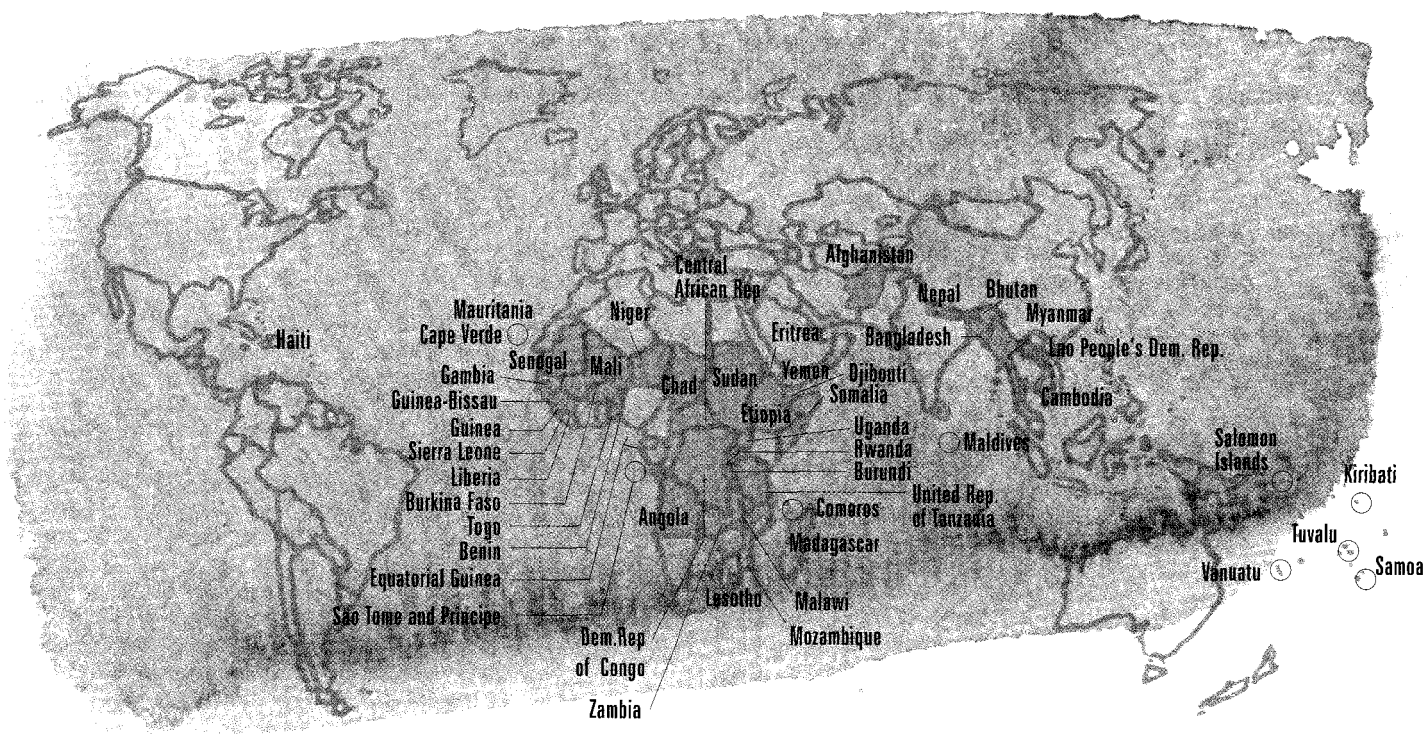 Central
African Rep
Afghanistan
Nepal
Bhutan
Mauritania
Niger
Myanmar
Cape Verde
Eritrea
Bangladesh
Haiti
Lao People's Dem. Rep.
Senegal
Mali
Gambia
Chad
Sudan
Yemen
Djibouti
Somalia
Cambodia
Guinea-Bissau
Etiopia
Guinea
Uganda
Maldives
Salomon
Islands
Sierra Leone
Rwanda
Liberia
Burundi
Kiribati
Burkina Faso
United Rep.
of Tanzania
Angola
Comoros
Togo
Tuvalu
Benin
Madagascar
Vanuatu
Samoa
Equatorial Guinea
Lesotho
Malawi
São Tome and Principe
Dem.Rep
of Congo
Mozambique
Zambia